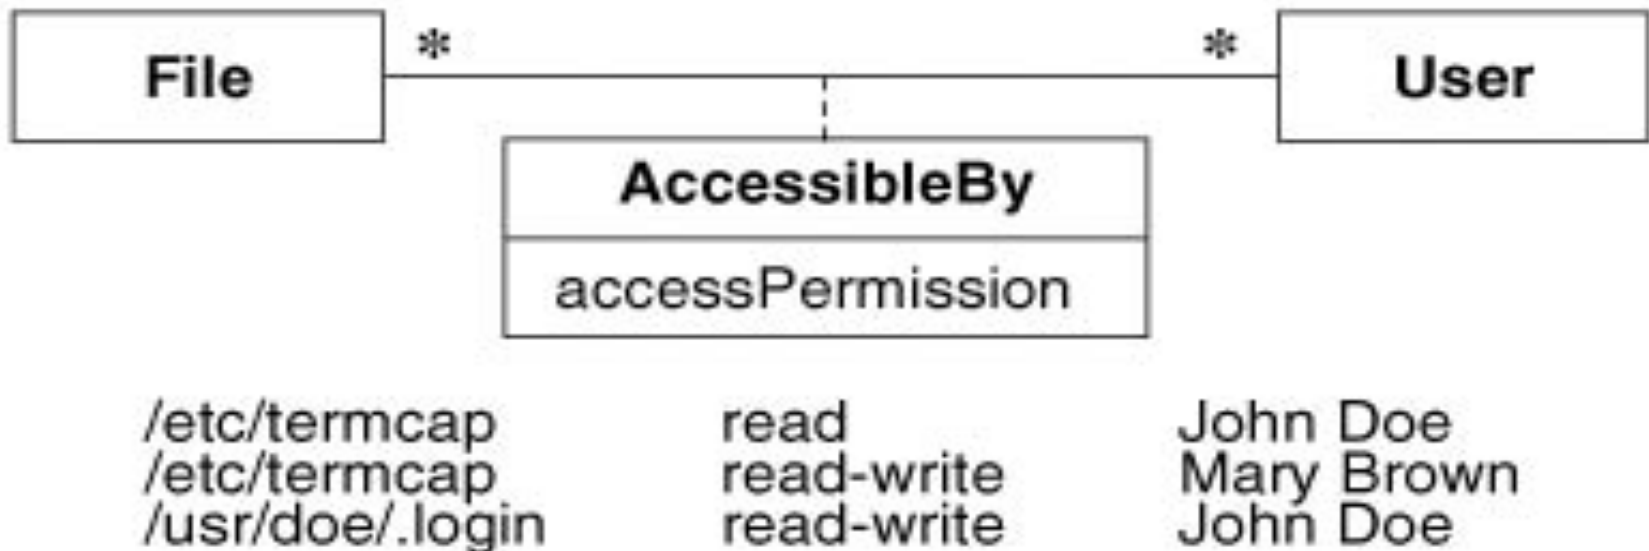 File * * User
AccessibleBy
accessPermission
/etc/termcap read John Doe
/etc/termcap read-write Mary Brown
/usr/doe/.login read-write John Doe